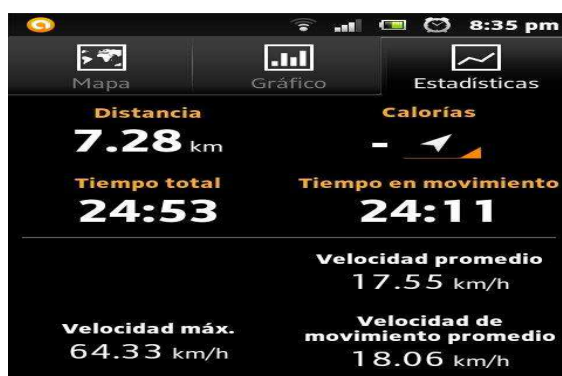 8:35 pm
Mapa
Gráfico
Estadísticas
Distancia
Calorías
7.28 km
-
Tiempo total
Tiempo en movimiento
24:53
24:11
Velocidad promedio
17.55 km/h
Velocidad máx.
64.33 km/h
Velocidad de
movimiento promedio
18.06 km/h